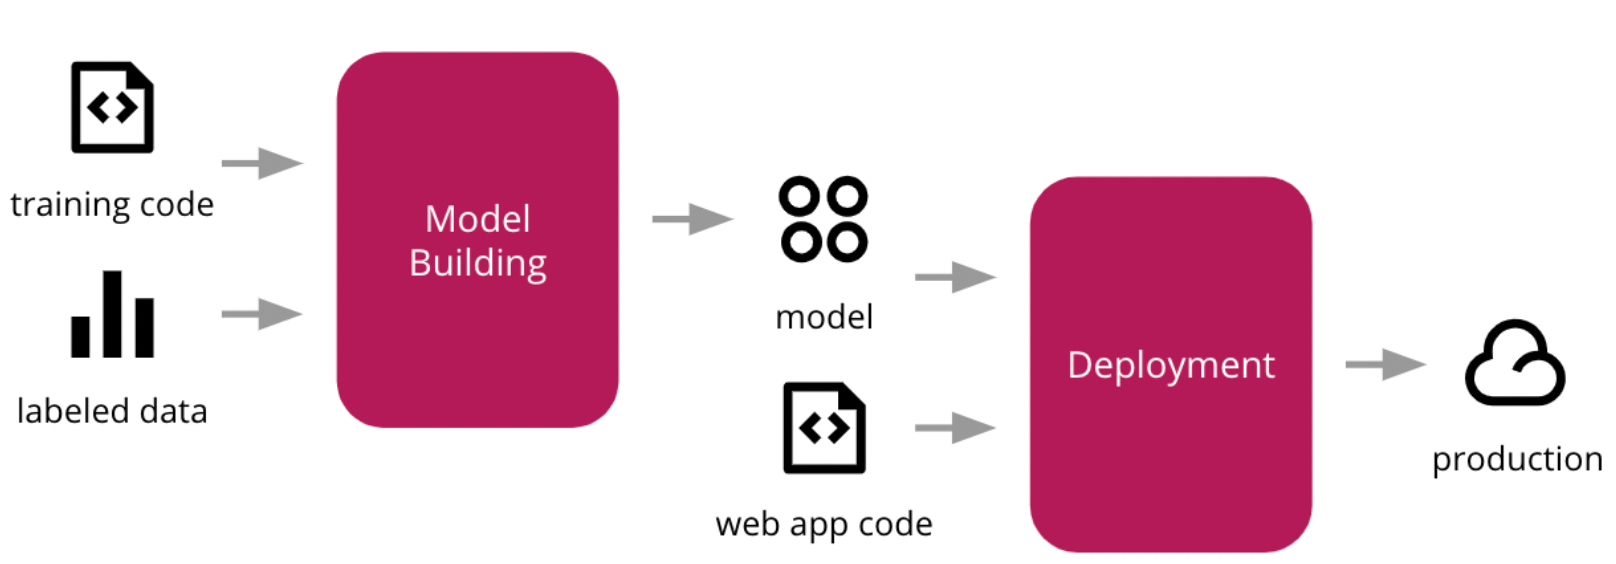 training code
labeled data
Model
Building
model
web app code
Deployment
production